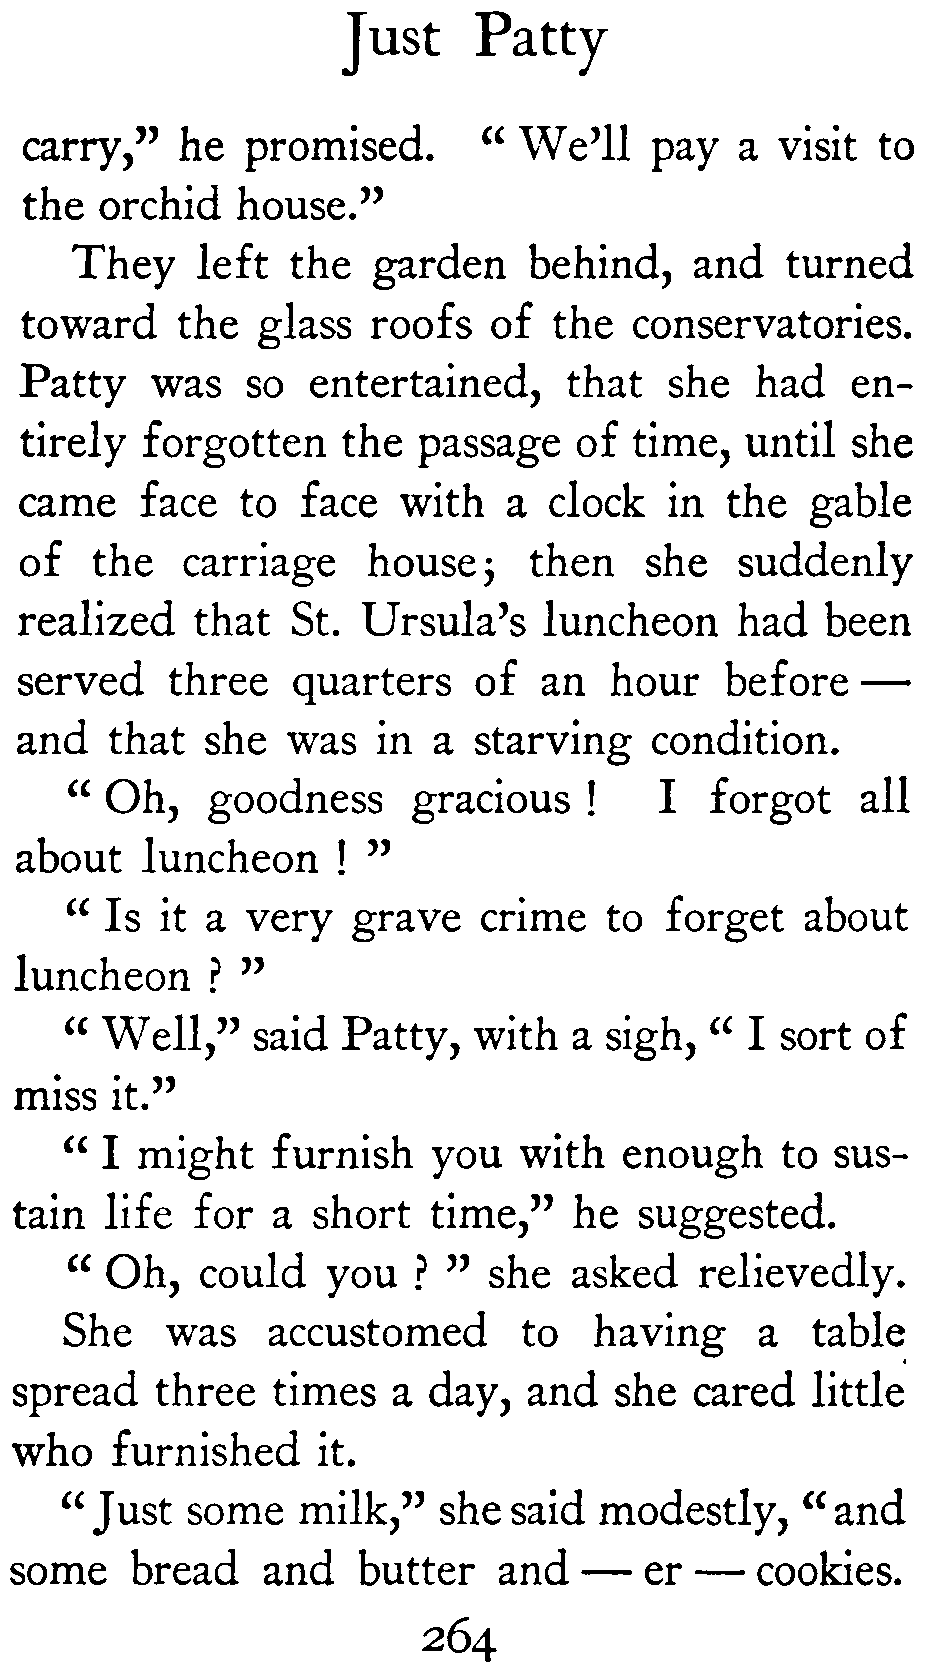 Just Patty
carry,” he promised. “ We’ll pay a visit to
the orchid house.”
They left the garden behind, and turned
toward the glass roofs of the conservatories.
Patty was so entertained, that she had en-
tirely forgotten the passage of time, until she
came face to face with a clock in the gable
of the carriage house; then she suddenly
realized that St. Ursula’s luncheon had been
served three quarters of an hour before —
and that she was in a starving condition.
“ Oh, goodness gracious ! I forgot all
about luncheon ! ”
“ Is it a very grave crime to forget about
luncheon ? ”
“ Well,” said Patty, with a sigh, “ I sort of
miss it.”
“ I might furnish you with enough to sus-
tain life for a short time,” he suggested.
“ Oh, could you ? ” she asked relievedly.
She was accustomed to having a table
spread three times a day, and she cared little
who furnished it.
“ Just some milk,” she said modestly, “ and
some bread and butter and — er — cookies.
264